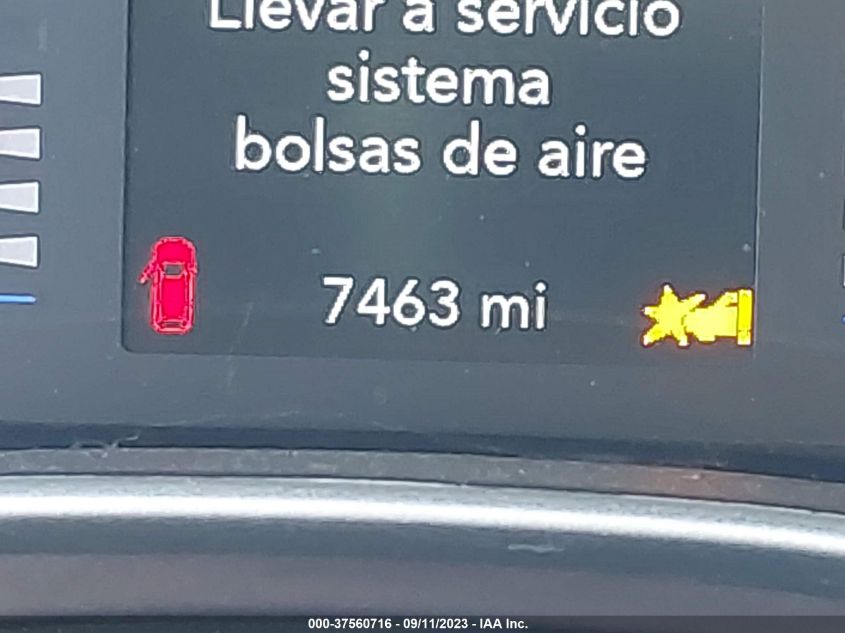 Llevar a servicio
sistema
bolsas de aire
7463 mi
000-37560716 - 09/11/2023 - IAA Inc.